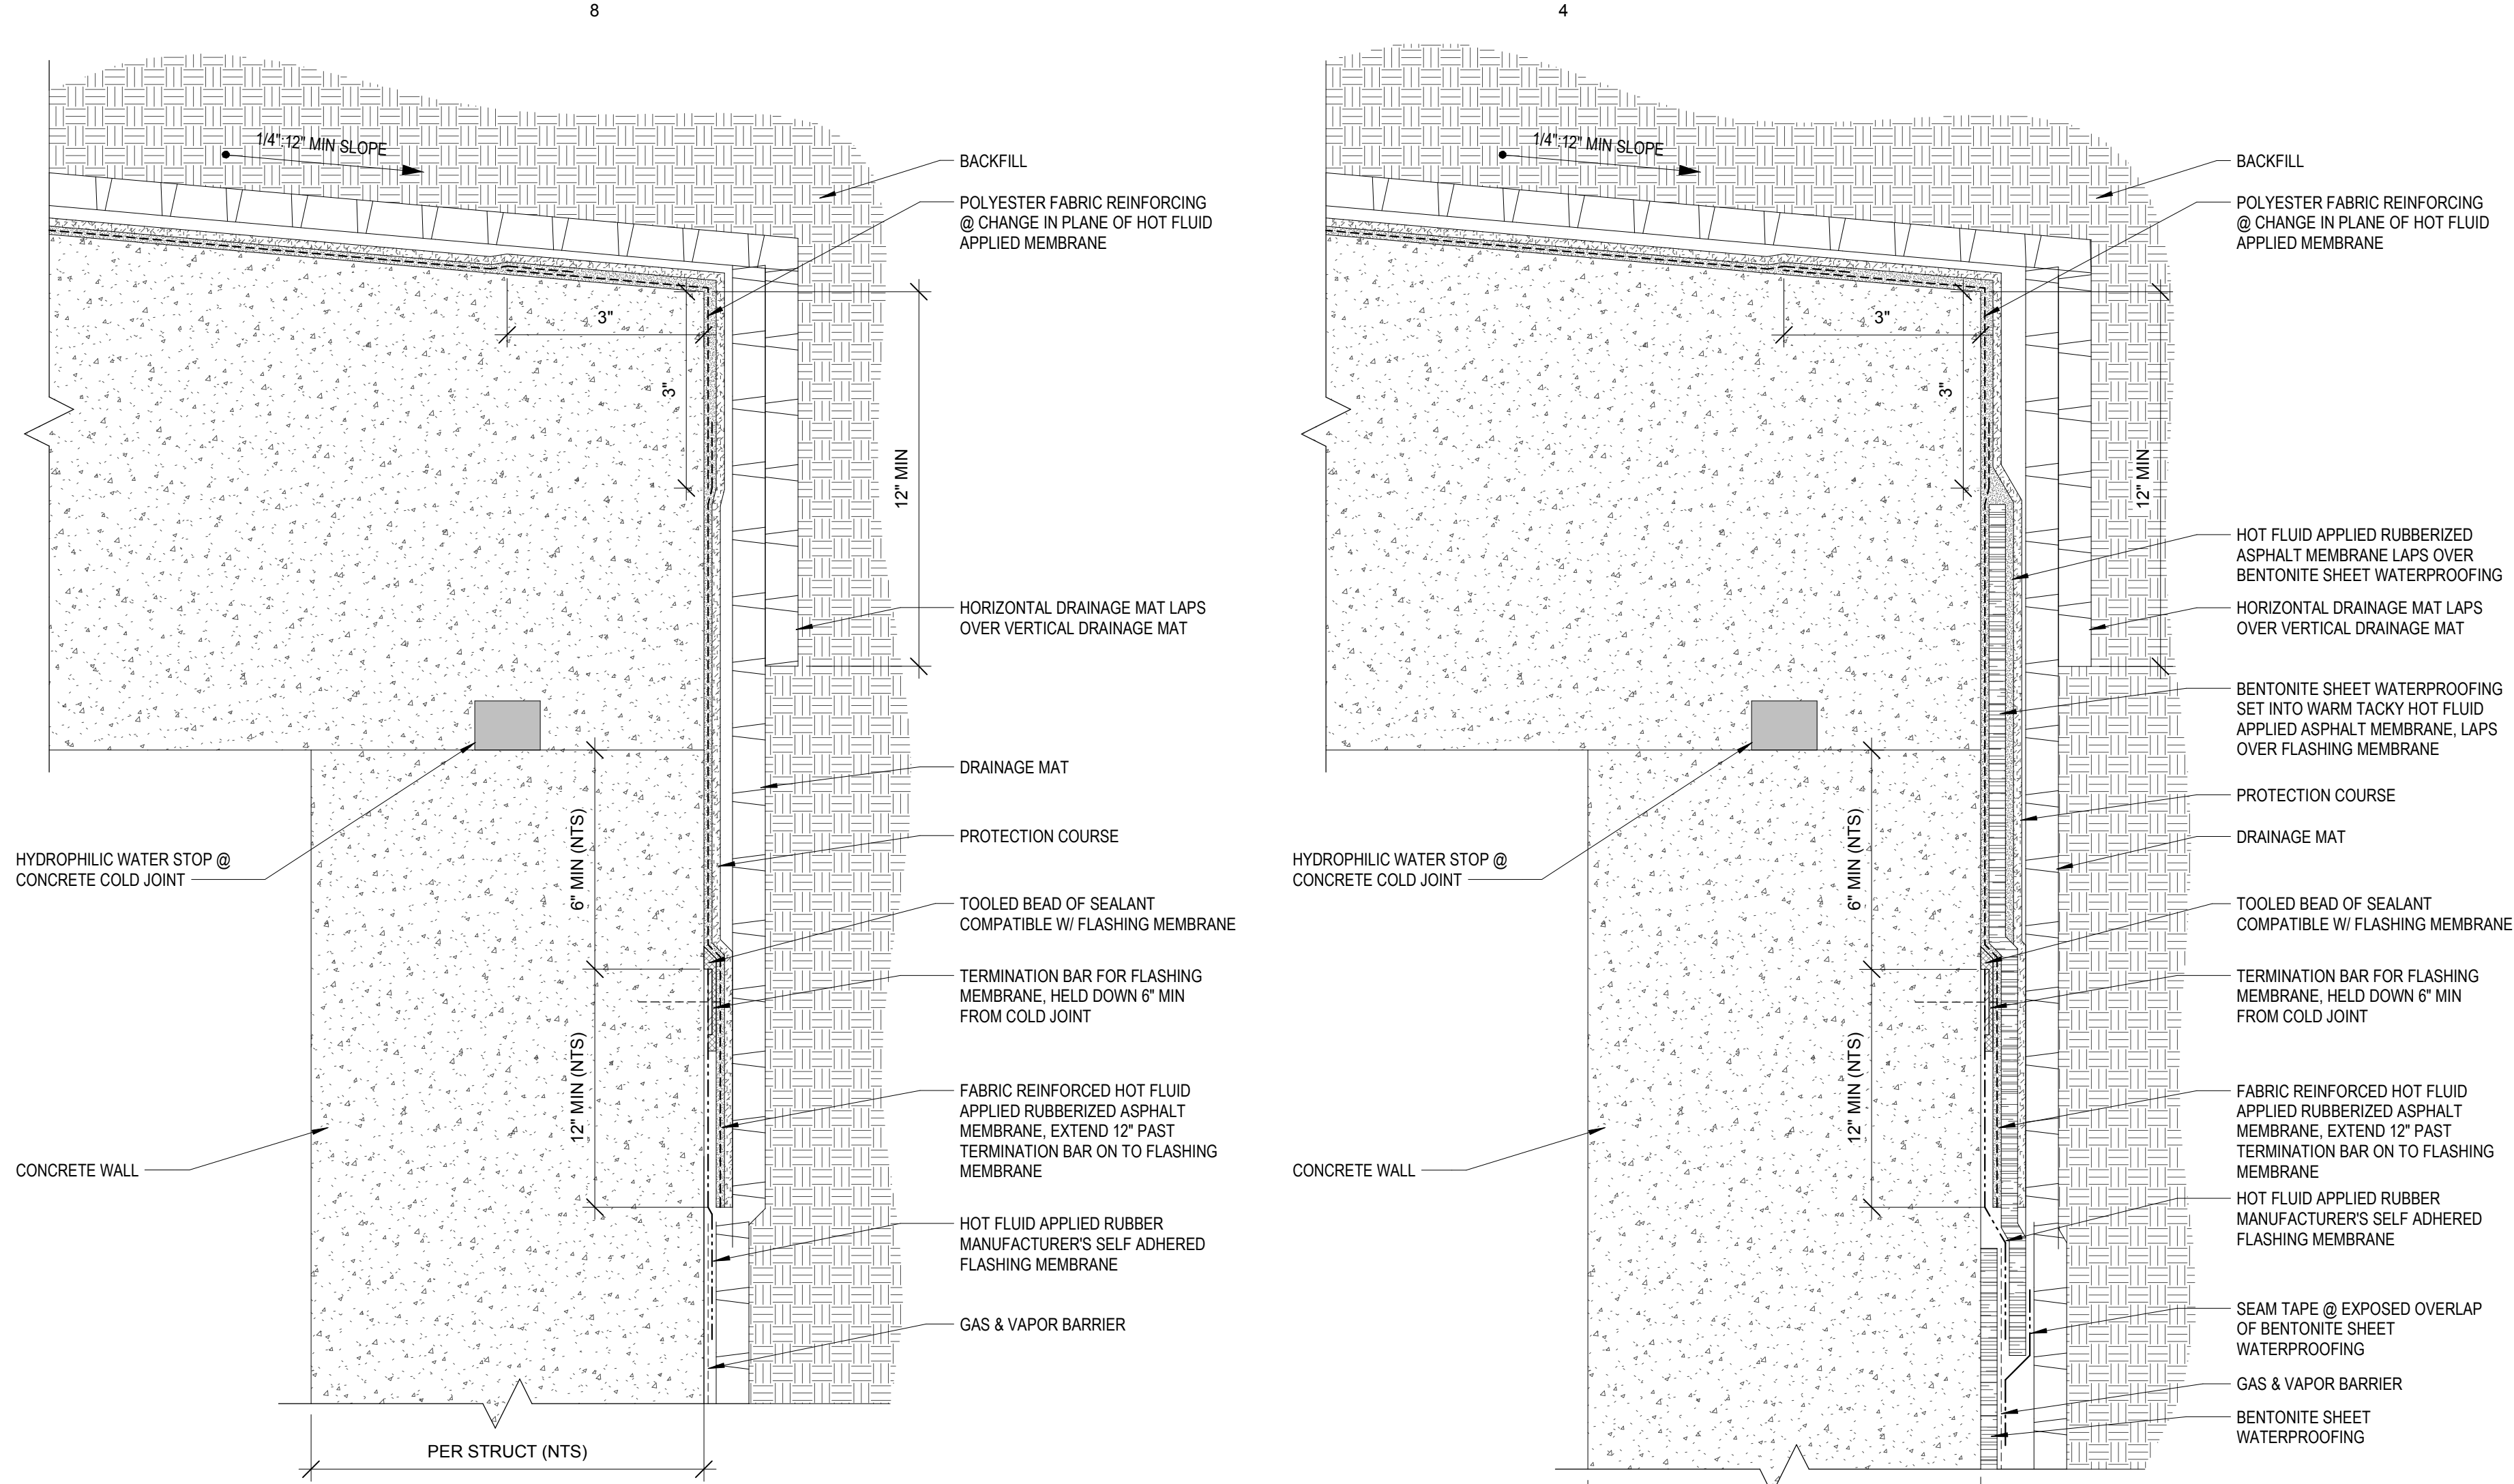 8
1/4":12" MIN SLOPE
BACKFILL
POLYESTER FABRIC REINFORCING
@ CHANGE IN PLANE OF HOT FLUID
APPLIED MEMBRANE
3"
3"
12" MIN
HORIZONTAL DRAINAGE MAT LAPS
OVER VERTICAL DRAINAGE MAT
DRAINAGE MAT
6" MIN (NTS)
PROTECTION COURSE
HYDROPHILIC WATER STOP @
CONCRETE COLD JOINT
TOOLED BEAD OF SEALANT
COMPATIBLE W/ FLASHING MEMBRANE
TERMINATION BAR FOR FLASHING
MEMBRANE, HELD DOWN 6" MIN
FROM COLD JOINT
12" MIN (NTS)
FABRIC REINFORCED HOT FLUID
APPLIED RUBBERIZED ASPHALT
MEMBRANE, EXTEND 12" PAST
TERMINATION BAR ON TO FLASHING
MEMBRANE
CONCRETE WALL
HOT FLUID APPLIED RUBBER
MANUFACTURER'S SELF ADHERED
FLASHING MEMBRANE
GAS & VAPOR BARRIER
PER STRUCT (NTS)
4
1/4":12" MIN SLOPE
BACKFILL
POLYESTER FABRIC REINFORCING
@ CHANGE IN PLANE OF HOT FLUID
APPLIED MEMBRANE
3"
3"
12" MIN
HOT FLUID APPLIED RUBBERIZED
ASPHALT MEMBRANE LAPS OVER
BENTONITE SHEET WATERPROOFING
HORIZONTAL DRAINAGE MAT LAPS
OVER VERTICAL DRAINAGE MAT
BENTONITE SHEET WATERPROOFING
SET INTO WARM TACKY HOT FLUID
APPLIED ASPHALT MEMBRANE, LAPS
OVER FLASHING MEMBRANE
PROTECTION COURSE
DRAINAGE MAT
6" MIN (NTS)
HYDROPHILIC WATER STOP @
CONCRETE COLD JOINT
TOOLED BEAD OF SEALANT
COMPATIBLE W/ FLASHING MEMBRANE
TERMINATION BAR FOR FLASHING
MEMBRANE, HELD DOWN 6" MIN
FROM COLD JOINT
12" MIN (NTS)
FABRIC REINFORCED HOT FLUID
APPLIED RUBBERIZED ASPHALT
MEMBRANE, EXTEND 12" PAST
TERMINATION BAR ON TO FLASHING
MEMBRANE
CONCRETE WALL
HOT FLUID APPLIED RUBBER
MANUFACTURER'S SELF ADHERED
FLASHING MEMBRANE
SEAM TAPE @ EXPOSED OVERLAP
OF BENTONITE SHEET
WATERPROOFING
GAS & VAPOR BARRIER
BENTONITE SHEET
WATERPROOFING